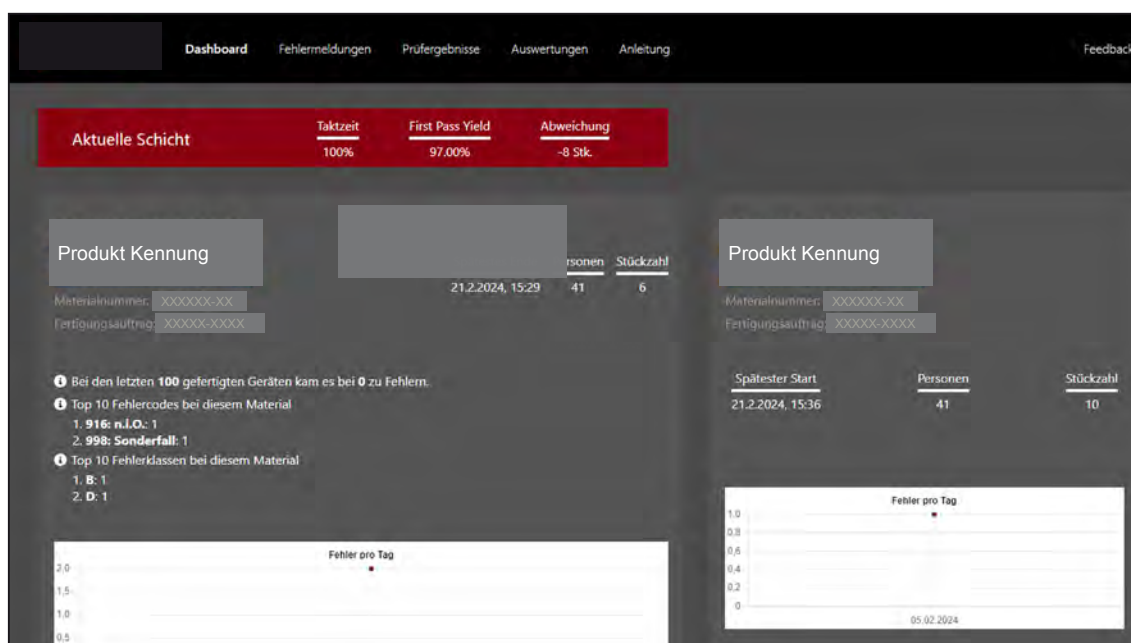 Dashboard Fehlermeldungen Prüfergebnisse Auswertungen Anleitung Feedback
Aktuelle Schicht
Taktzeit First Pass Yield Abweichung
100% 97.00% -8 Stk.
Produkt Kennung
rsonen Stückzahl
21.2.2024, 15:29 41 6
Materialnummer: XXXXXX-XX
Fertigungsauftrag: XXXXX-XXXX
Bei den letzten 100 gefertigten Geräten kam es bei 0 zu Fehlern.
Top 10 Fehlercodes bei diesem Material
1. 916: n.i.O.: 1
2. 998: Sonderfall: 1
Top 10 Fehlerklassen bei diesem Material
1. B: 1
2. D: 1
Fehler pro Tag
2,0
1,5
1,0
0,5
Produkt Kennung
Materialnummer: XXXXXX-XX
Fertigungsauftrag: XXXXX-XXXX
Spätester Start Personen Stückzahl
21.2.2024, 15:36 41 10
Fehler pro Tag
1,0
0,8
0,6
0,4
0,2
0
05.02.2024